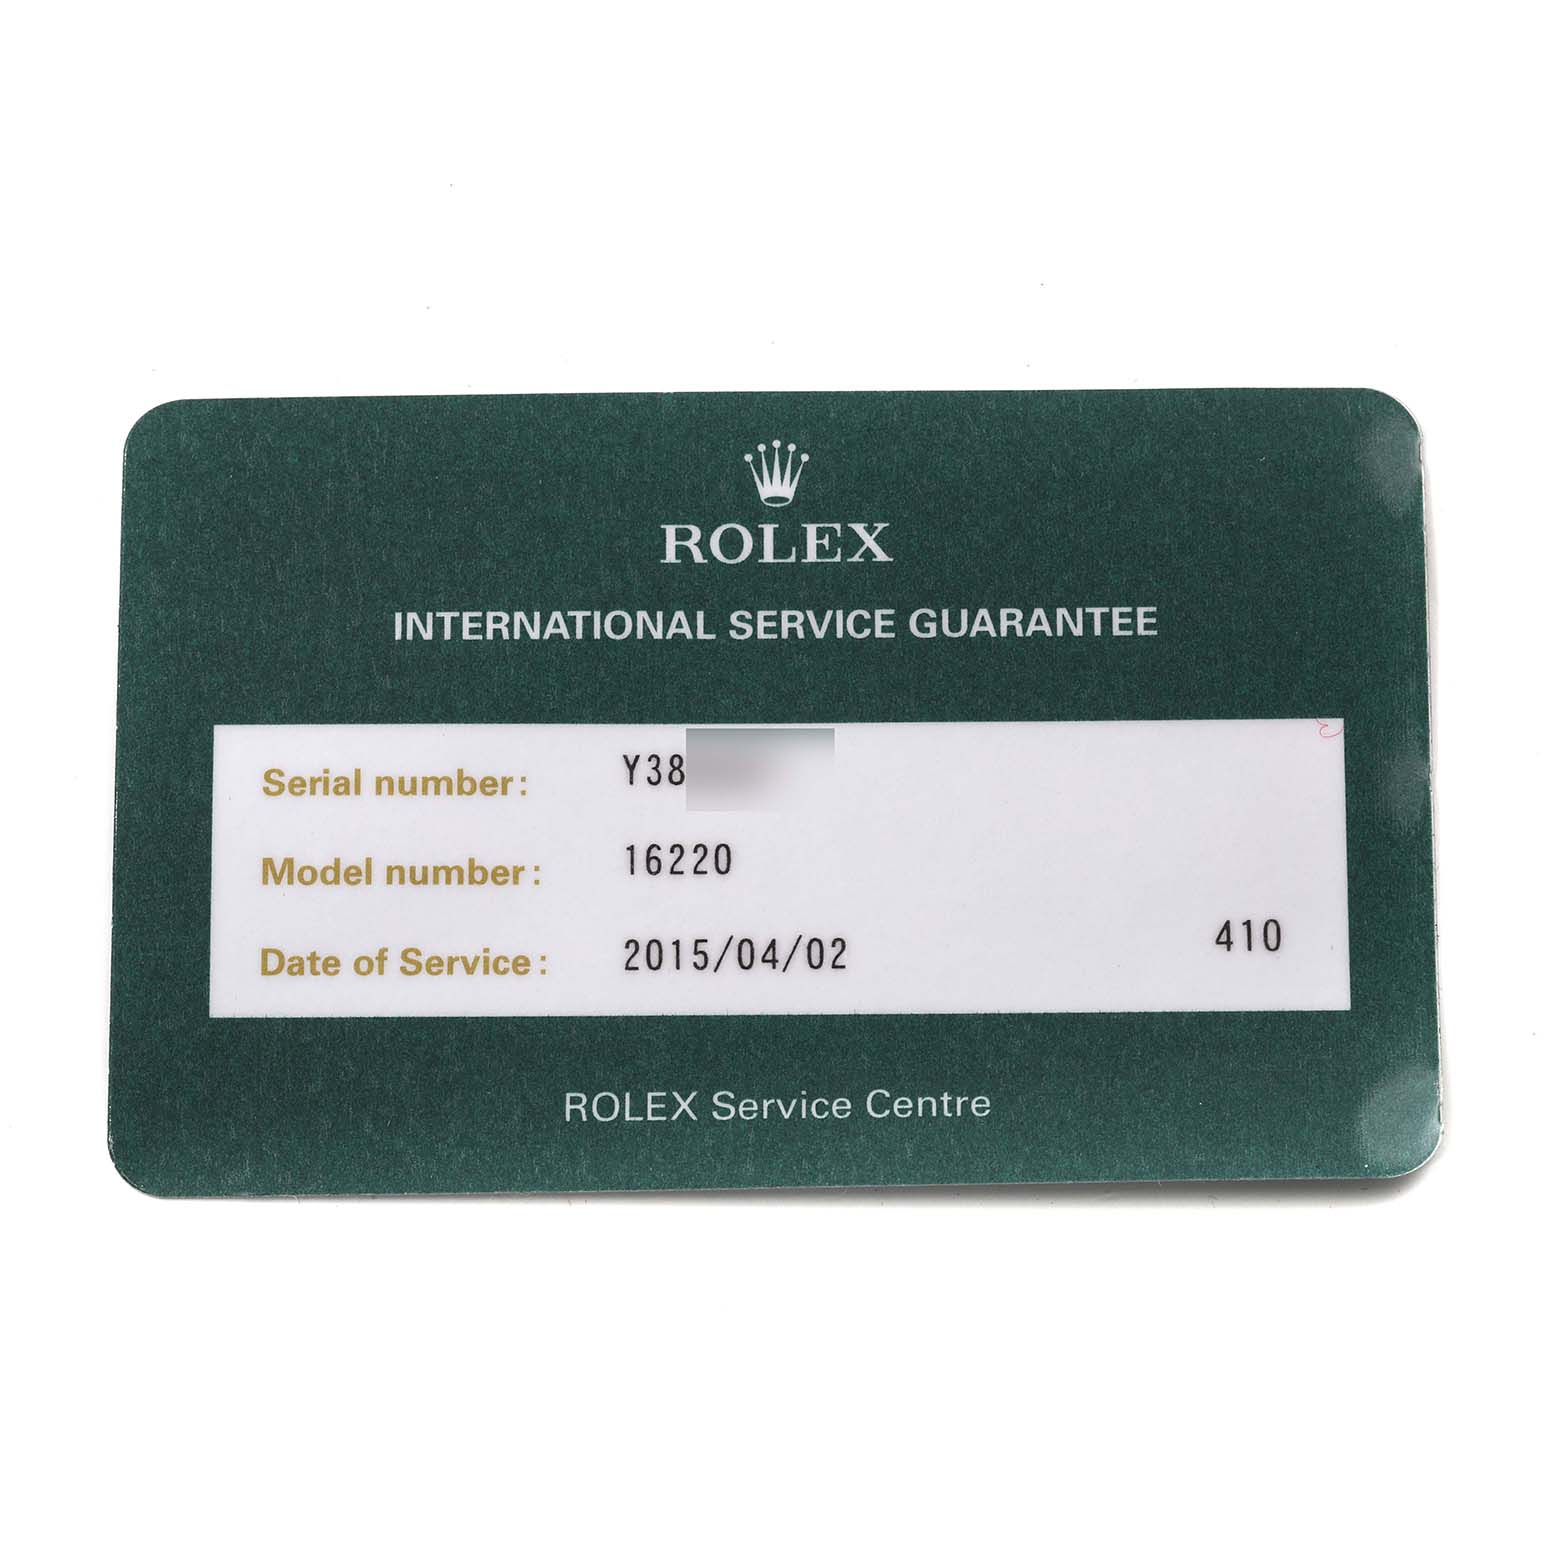 ROLEX
INTERNATIONAL SERVICE GUARANTEE
Serial number: Y38
Model number: 16220
Date of Service: 2015/04/02 410
ROLEX Service Centre